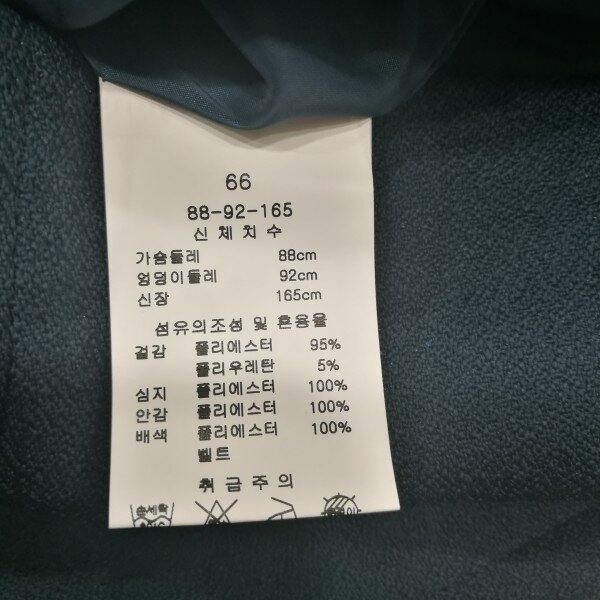 66
88-92-165
신체치수
가슴둘레 88cm
엉덩이둘레 92cm
신장 165cm
섬유의조성 및 혼용율
겉감 폴리에스터 95%
폴리우레탄 5%
심지 폴리에스터 100%
안감 폴리에스터 100%
배색 폴리에스터 100%
벨트
취급주의
손세탁